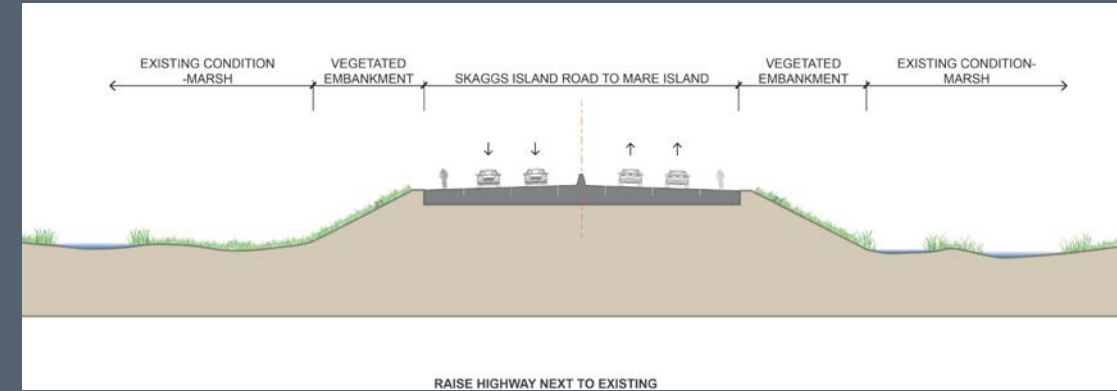 EXISTING CONDITION
-MARSH
VEGETATED
EMBANKMENT
SKAGGS ISLAND ROAD TO MARE ISLAND
VEGETATED
EMBANKMENT
EXISTING CONDITION-
MARSH
RAISE HIGHWAY NEXT TO EXISTING